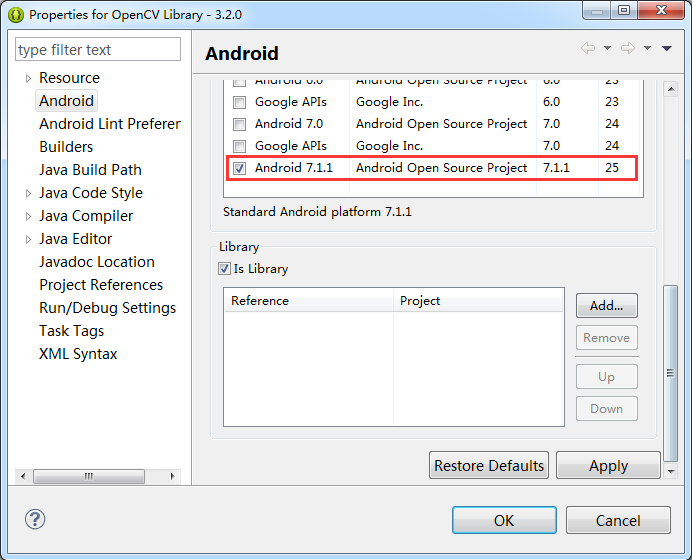 Properties for OpenCV Library - 3.2.0
type filter text
Resource
Android
Android Lint Preferer
Builders
Java Build Path
Java Code Style
Java Compiler
Java Editor
Javadoc Location
Project References
Run/Debug Settings
Task Tags
XML Syntax
Android
Android 6.0 Android Open Source Project 6.0 23
Google APIs Google Inc. 6.0 23
Android 7.0 Android Open Source Project 7.0 24
Google APIs Google Inc. 7.0 24
Android 7.1.1 Android Open Source Project 7.1.1 25
Standard Android platform 7.1.1
Library
Is Library
Reference Project
Add...
Remove
Up
Down
Restore Defaults Apply
OK Cancel